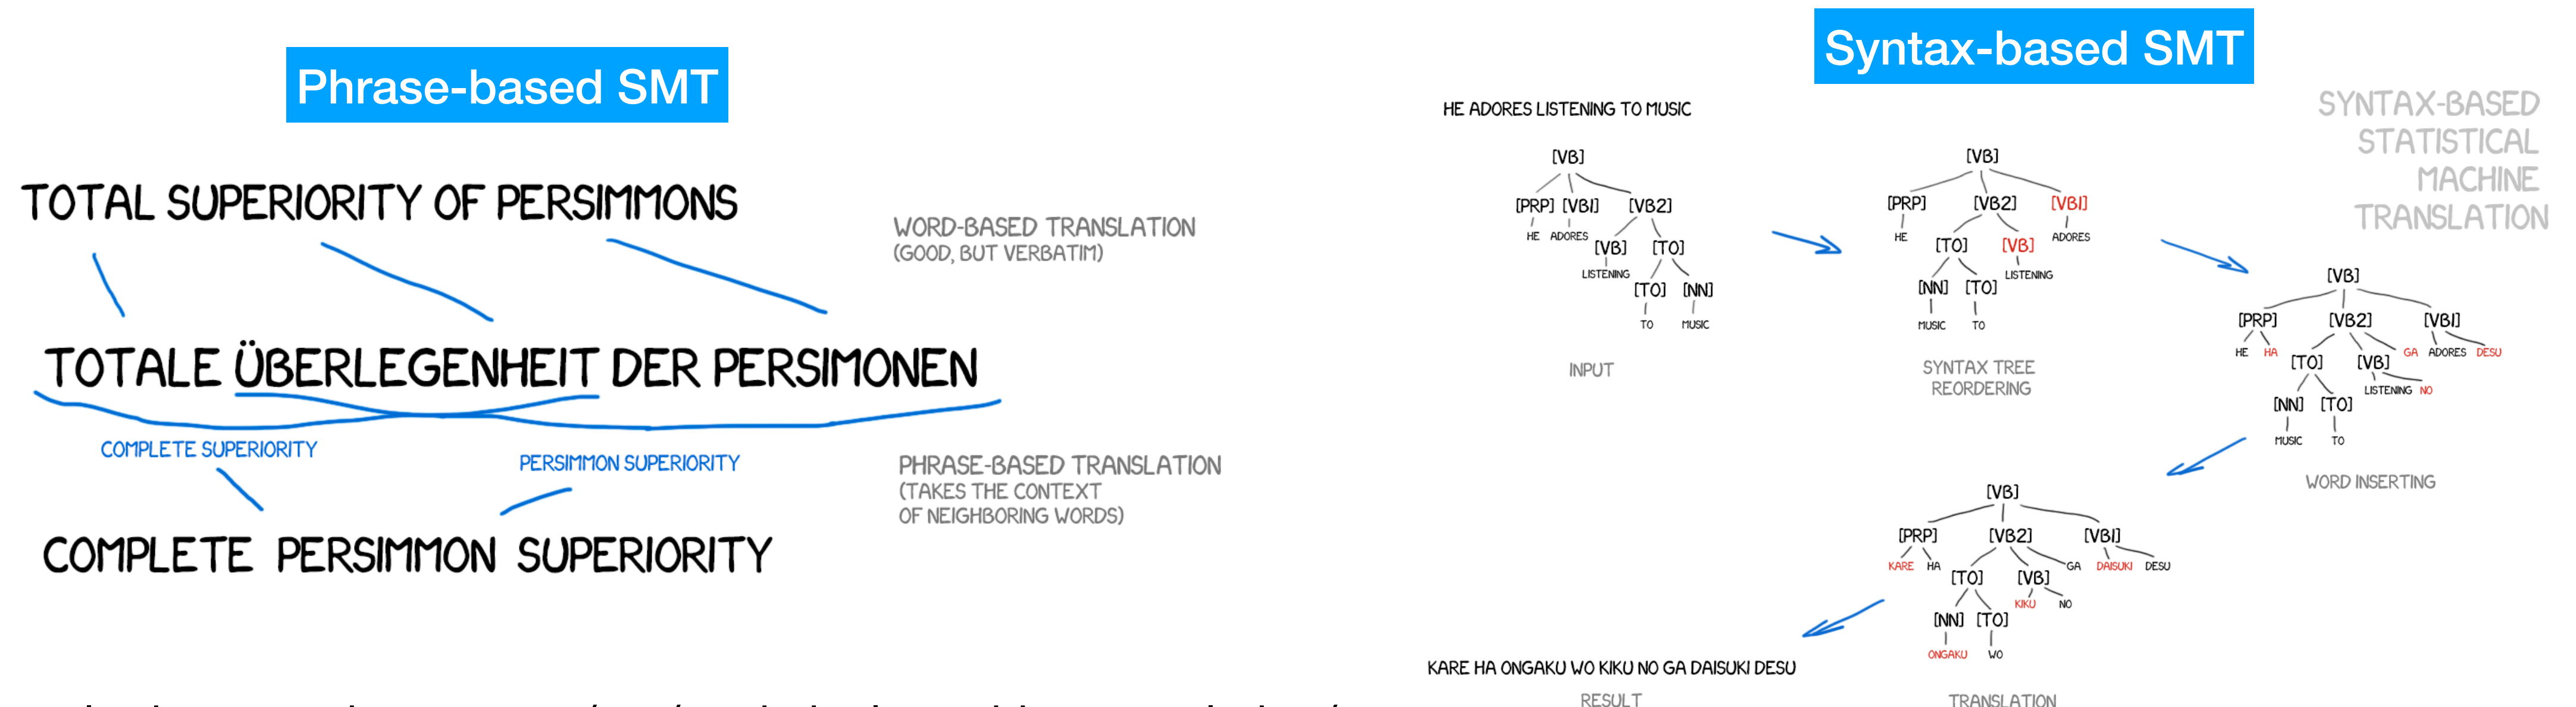 Phrase-based SMT
TOTAL SUPERIORITY OF PERSIMMONS
WORD-BASED TRANSLATION
(GOOD, BUT VERBATIM)
TOTALE ÜBERLEGENHEIT DER PERSIMONEN
COMPLETE SUPERIORITY
PERSIMMON SUPERIORITY
PHRASE-BASED TRANSLATION
(TAKES THE CONTEXT
OF NEIGHBORING WORDS)
COMPLETE PERSIMMON SUPERIORITY
Syntax-based SMT
SYNTAX-BASED
STATISTICAL
MACHINE
TRANSLATION
HE ADORES LISTENING TO MUSIC
[VB]
[PRP] [VB1] [VB2]
HE ADORES
[VB] [TO]
LISTENING
[TO] [NN]
TO MUSIC
INPUT
[VB]
[PRP] [VB2] [VB1]
HE ADORES
[TO] [VB]
LISTENING
[NN] [TO]
MUSIC TO
SYNTAX TREE
REORDERING
[VB]
[PRP] [VB2] [VB1]
HE HA GA ADORES DESU
[TO] [VB]
LISTENING NO
[NN] [TO]
MUSIC TO
WORD INSERTING
[VB]
[PRP] [VB2] [VB1]
KARE HA GA DAISUKI DESU
[TO] [VB]
KIKU NO
[NN] [TO]
ONGAKU WO
TRANSLATION
KARE HA ONGAKU WO KIKU NO GA DAISUKI DESU
RESULT